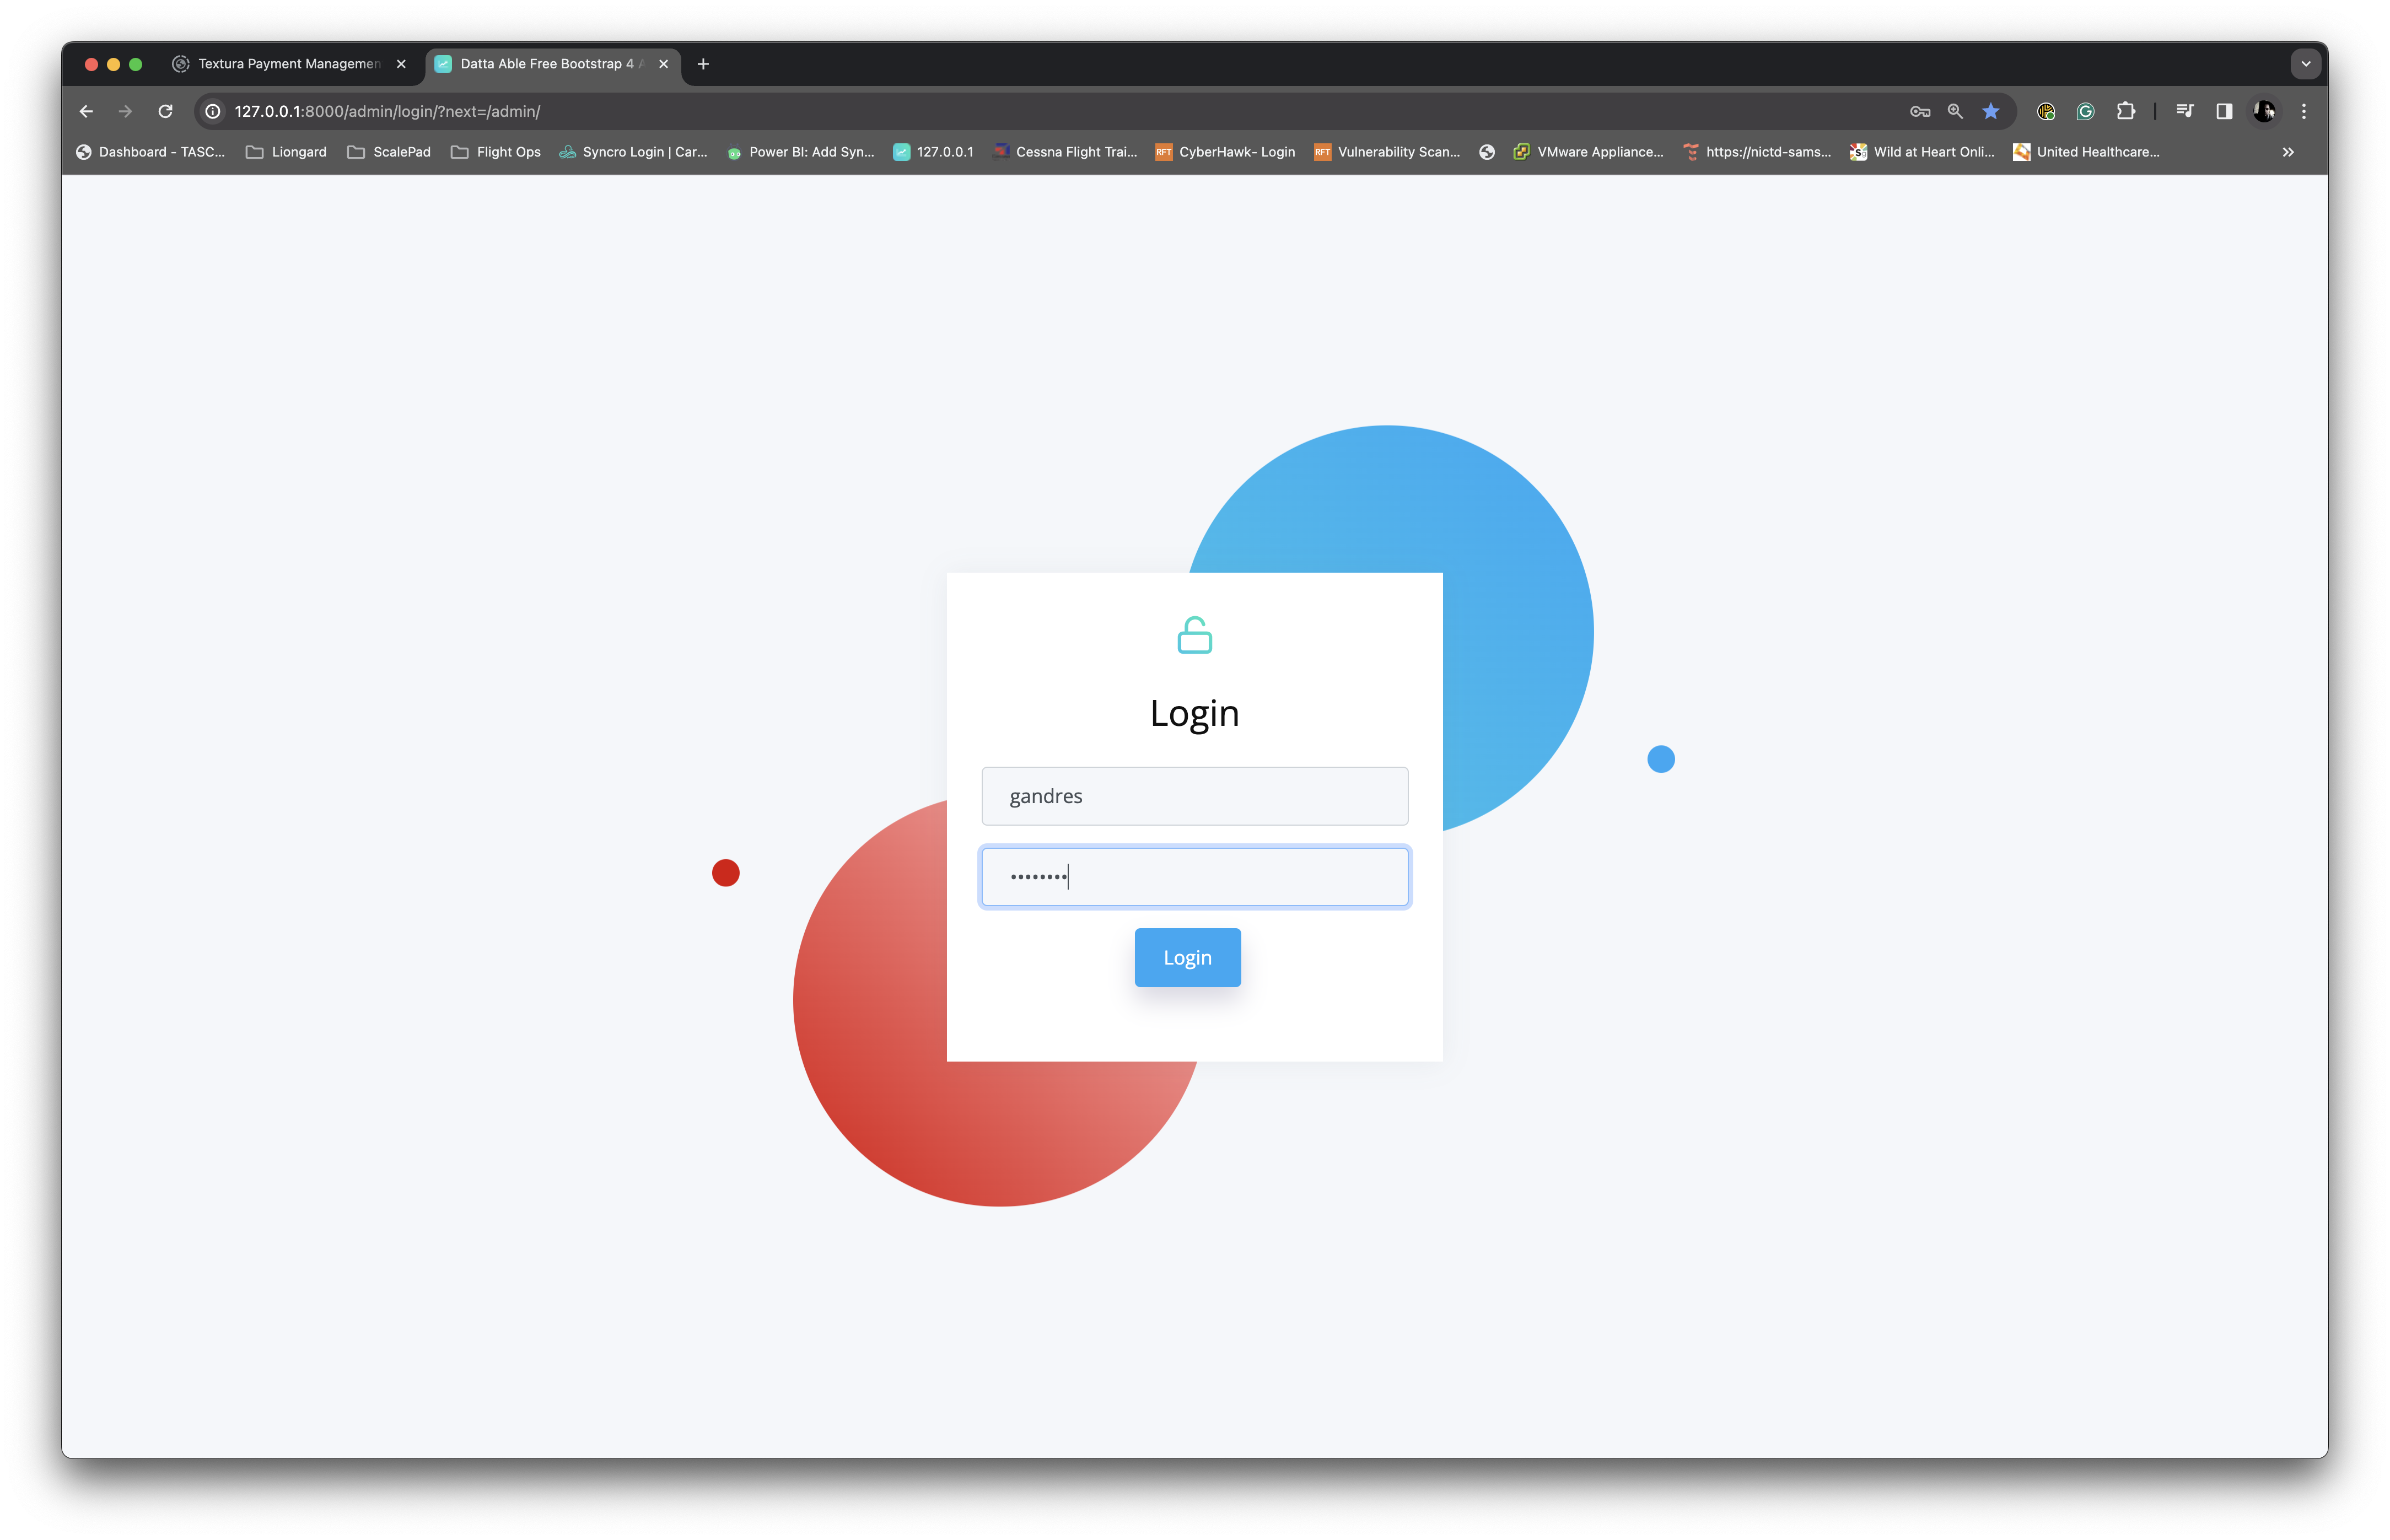 Textura Payment Managemen
Datta Able Free Bootstrap 4 A
127.0.0.1:8000/admin/login/?next=/admin/
Dashboard - TASC... Liongard ScalePad Flight Ops Syncro Login | Car... Power BI: Add Syn... 127.0.0.1 Cessna Flight Trai... RFT CyberHawk- Login RFT Vulnerability Scan... VMware Appliance... https://nictd-sams... Wild at Heart Onli... United Healthcare...
Login
gandres
••••••••
Login